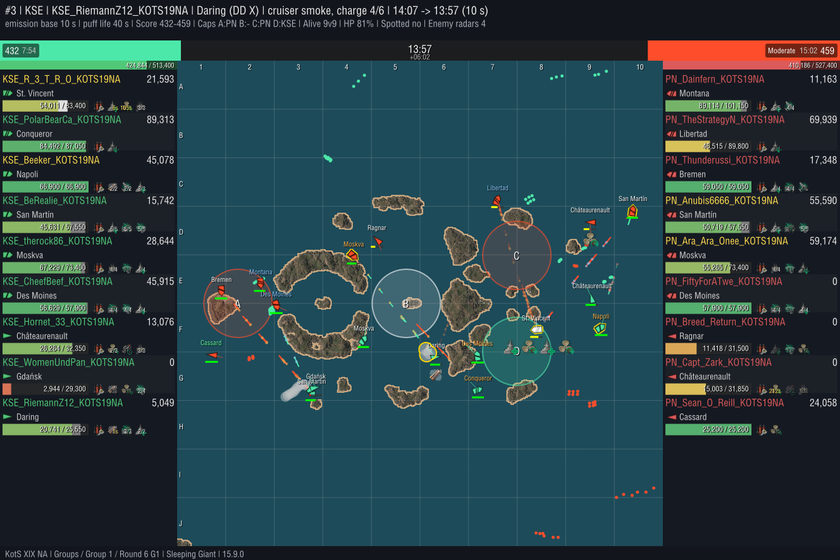 #3 | KSE | KSE_RiemannZ12_KOTS19NA | Daring (DD X) | cruiser smoke, charge 4/6 | 14:07 -> 13:57 (10 s)
emission base 10 s | puff life 40 s | Score 432-459 | Caps A:PN B:- C:PN D:KSE | Alive 9v9 | HP 81% | Spotted no | Enemy radars 4
432 7:54
13:57
+06:02
Moderate 15:02 459
1 2 3 4 5 6 7 8 9 10
A
B
C
D
E
F
G
H
I
J
KSE_R_3_T_R_O_KOTS19NA 21,593
St. Vincent
KSE_PolarBearCa_KOTS19NA 89,313
Conqueror
84,492 / 87,050
KSE_Beeker_KOTS19NA 45,078
Napoli
KSE_BeRealie_KOTS19NA 15,742
San Martín
KSE_therock86_KOTS19NA 28,644
Moskva
KSE_CheefBeef_KOTS19NA 45,915
Des Moines
KSE_Hornet_33_KOTS19NA 13,076
Châteaurenault
KSE_WomenUndPan_KOTS19NA 0
Gdańsk
2,944 / 29,300
KSE_RiemannZ12_KOTS19NA 5,049
Daring
PN_Dainfern_KOTS19NA 11,163
Montana
PN_TheStrategyN_KOTS19NA 69,939
Libertad
PN_Thunderussi_KOTS19NA 17,348
Bremen
PN_Anubis6666_KOTS19NA 55,590
San Martín
PN_Ara_Ara_Onee_KOTS19NA 59,174
Moskva
PN_FiftyForATwe_KOTS19NA 0
Des Moines
PN_Breed_Return_KOTS19NA 0
Ragnar
11,418 / 31,500
PN_Capt_Zark_KOTS19NA 0
Châteaurenault
5,003 / 31,850
PN_Sean_O_Reill_KOTS19NA 24,058
Cassard
25,200 / 25,200
Libertad
San Martín
Châteaurenault
Ragnar
Moskva
C
Bremen
Montana
A
B
Châteaurenault
Napoli
Moskva
Cassard
D
Conqueror
Gdańsk
KotS XIX NA | Groups / Group 1 / Round 6 G1 | Sleeping Giant | 15.9.0